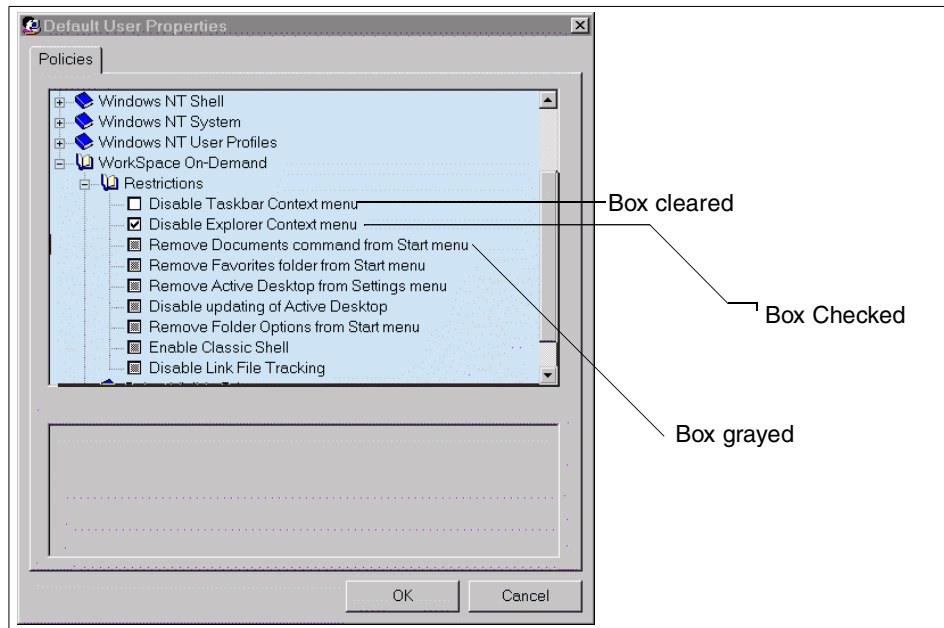 Default User Properties
Policies
Windows NT Shell
Windows NT System
Windows NT User Profiles
WorkSpace On-Demand
Restrictions
Disable Taskbar Context menu
Disable Explorer Context menu
Remove Documents command from Start menu
Remove Favorites folder from Start menu
Remove Active Desktop from Settings menu
Disable updating of Active Desktop
Remove Folder Options from Start menu
Enable Classic Shell
Disable Link File Tracking
Box cleared
Box Checked
Box grayed
OK
Cancel